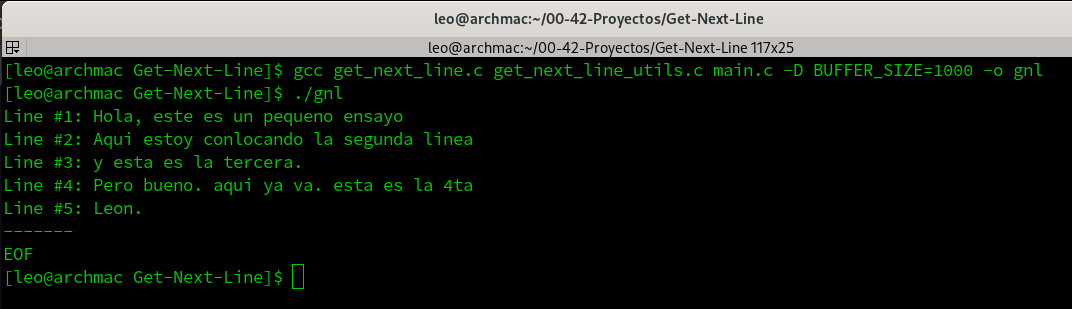 leo@archmac:~/00-42-Proyectos/Get-Next-Line
leo@archmac:~/00-42-Proyectos/Get-Next-Line 117x25
[leo@archmac Get-Next-Line]$ gcc get_next_line.c get_next_line_utils.c main.c -D BUFFER_SIZE=1000 -o gnl
[leo@archmac Get-Next-Line]$ ./gnl
Line #1: Hola, este es un pequeno ensayo
Line #2: Aqui estoy conlocando la segunda linea
Line #3: y esta es la tercera.
Line #4: Pero bueno. aqui ya va. esta es la 4ta
Line #5: Leon.
-------
EOF
[leo@archmac Get-Next-Line]$